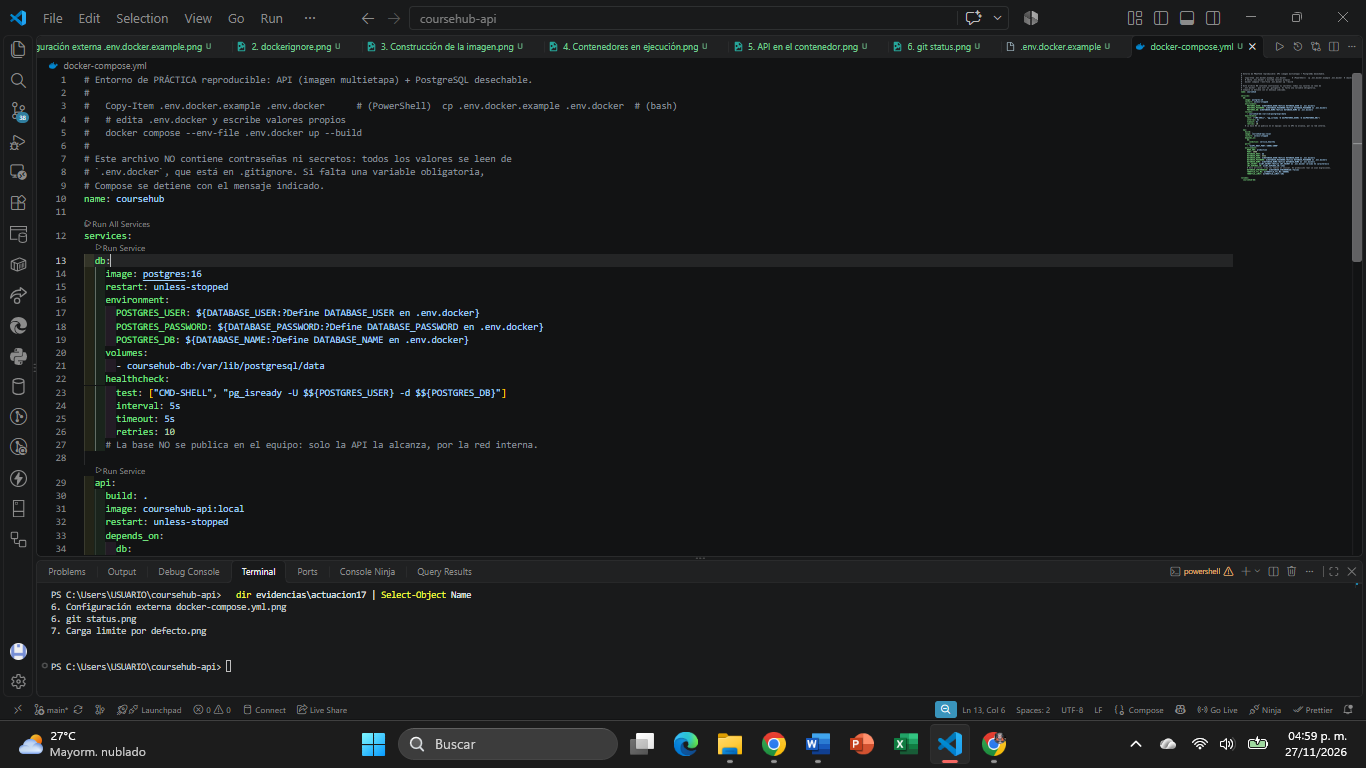 File Edit Selection View Go Run ··· coursehub-api
guración externa .env.docker.example.png U 2. dockerignore.png U 3. Construcción de la imagen.png U 4. Contenedores en ejecución.png U 5. API en el contenedor.png U 6. git status.png U .env.docker.example U docker-compose.yml U
docker-compose.yml
1 # Entorno de PRÁCTICA reproducible: API (imagen multietapa) + PostgreSQL desechable.
2 #
3 #   Copy-Item .env.docker.example .env.docker      # (PowerShell)  cp .env.docker.example .env.docker  # (bash)
4 #   # edita .env.docker y escribe valores propios
5 #   docker compose --env-file .env.docker up --build
6 #
7 # Este archivo NO contiene contraseñas ni secretos: todos los valores se leen de
8 # `.env.docker`, que está en .gitignore. Si falta una variable obligatoria,
9 # Compose se detiene con el mensaje indicado.
10 name: coursehub
11
Run All Services
12 services:
Run Service
13   db:
14     image: postgres:16
15     restart: unless-stopped
16     environment:
17       POSTGRES_USER: ${DATABASE_USER:?Define DATABASE_USER en .env.docker}
18       POSTGRES_PASSWORD: ${DATABASE_PASSWORD:?Define DATABASE_PASSWORD en .env.docker}
19       POSTGRES_DB: ${DATABASE_NAME:?Define DATABASE_NAME en .env.docker}
20     volumes:
21       - coursehub-db:/var/lib/postgresql/data
22     healthcheck:
23       test: ["CMD-SHELL", "pg_isready -U $${POSTGRES_USER} -d $${POSTGRES_DB}"]
24       interval: 5s
25       timeout: 5s
26       retries: 10
27     # La base NO se publica en el equipo: solo la API la alcanza, por la red interna.
28
Run Service
29   api:
30     build: .
31     image: coursehub-api:local
32     restart: unless-stopped
33     depends_on:
34       db:
Problems Output Debug Console Terminal Ports Console Ninja Query Results powershell
PS C:\Users\USUARIO\coursehub-api>   dir evidencias\actuacion17 | Select-Object Name
6. Configuración externa docker-compose.yml.png
6. git status.png
7. Carga limite por defecto.png
PS C:\Users\USUARIO\coursehub-api>
main* Launchpad 0 0 Connect Live Share Ln 13, Col 6 Spaces: 2 UTF-8 LF Compose Go Live Ninja Prettier
27°C
Mayorm. nublado
Buscar
04:59 p. m.
27/11/2026